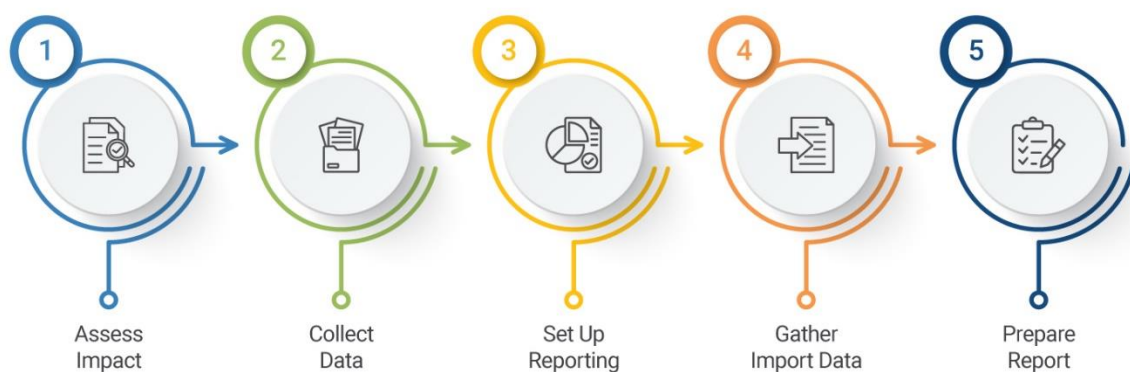 1
2
3
4
5
Assess
Impact
Collect
Data
Set Up
Reporting
Gather
Import Data
Prepare
Report